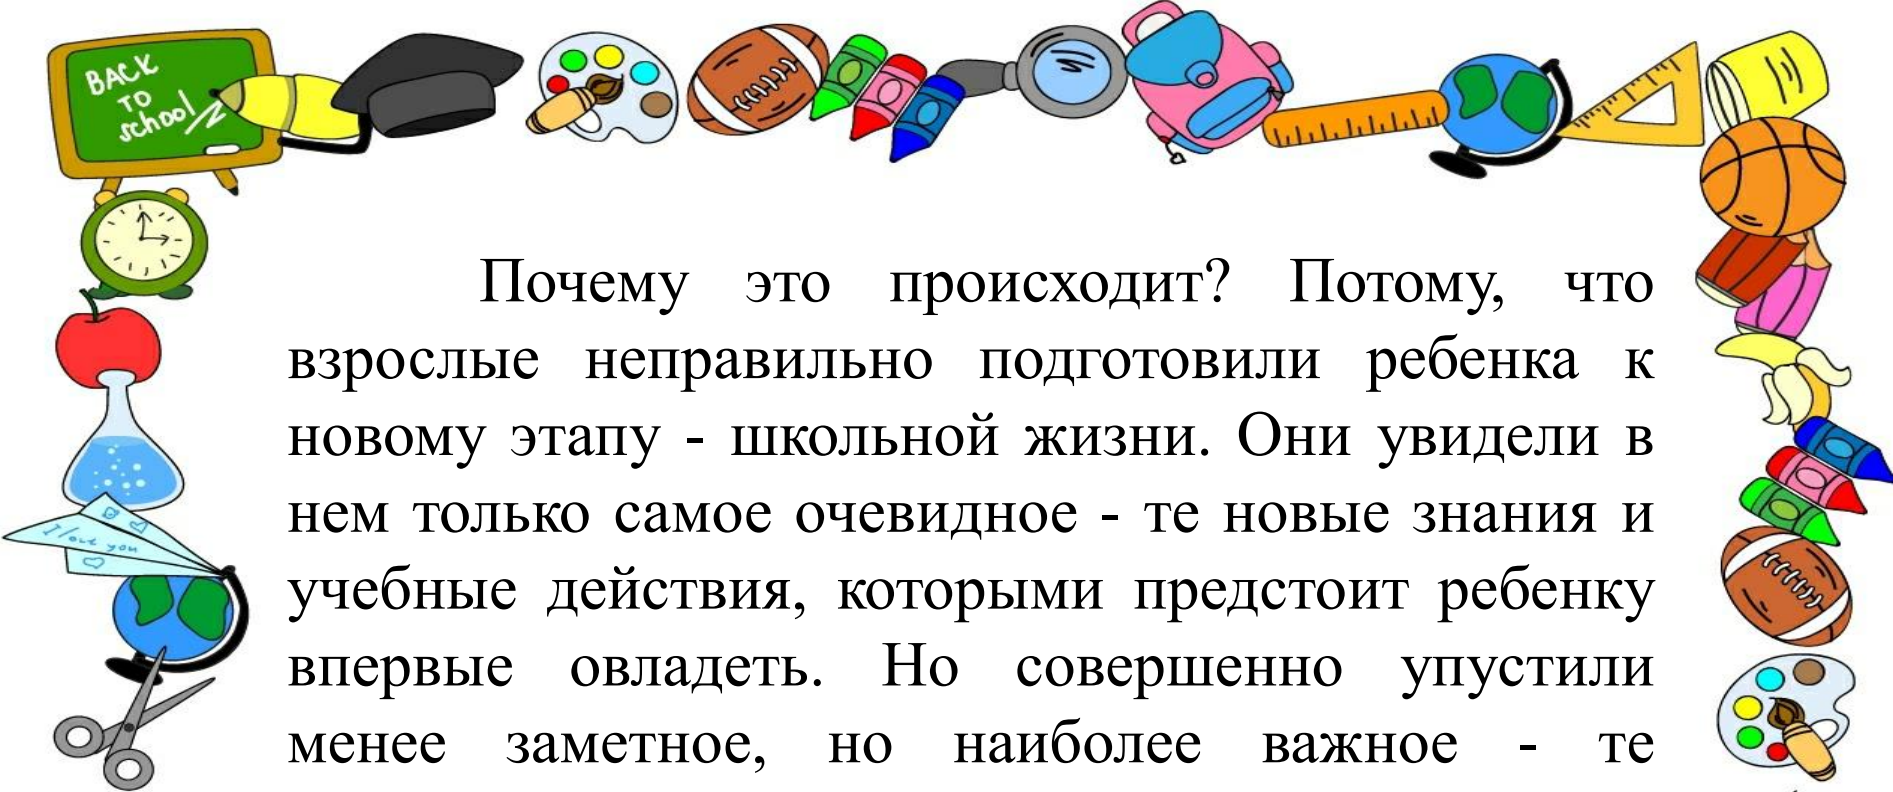 BACK
TO
school
Почему это происходит? Потому, что
взрослые неправильно подготовили ребенка к
новому этапу - школьной жизни. Они увидели в
нем только самое очевидное - те новые знания и
учебные действия, которыми предстоит ребенку
впервые овладеть. Но совершенно упустили
менее заметное, но наиболее важное - те
I love you